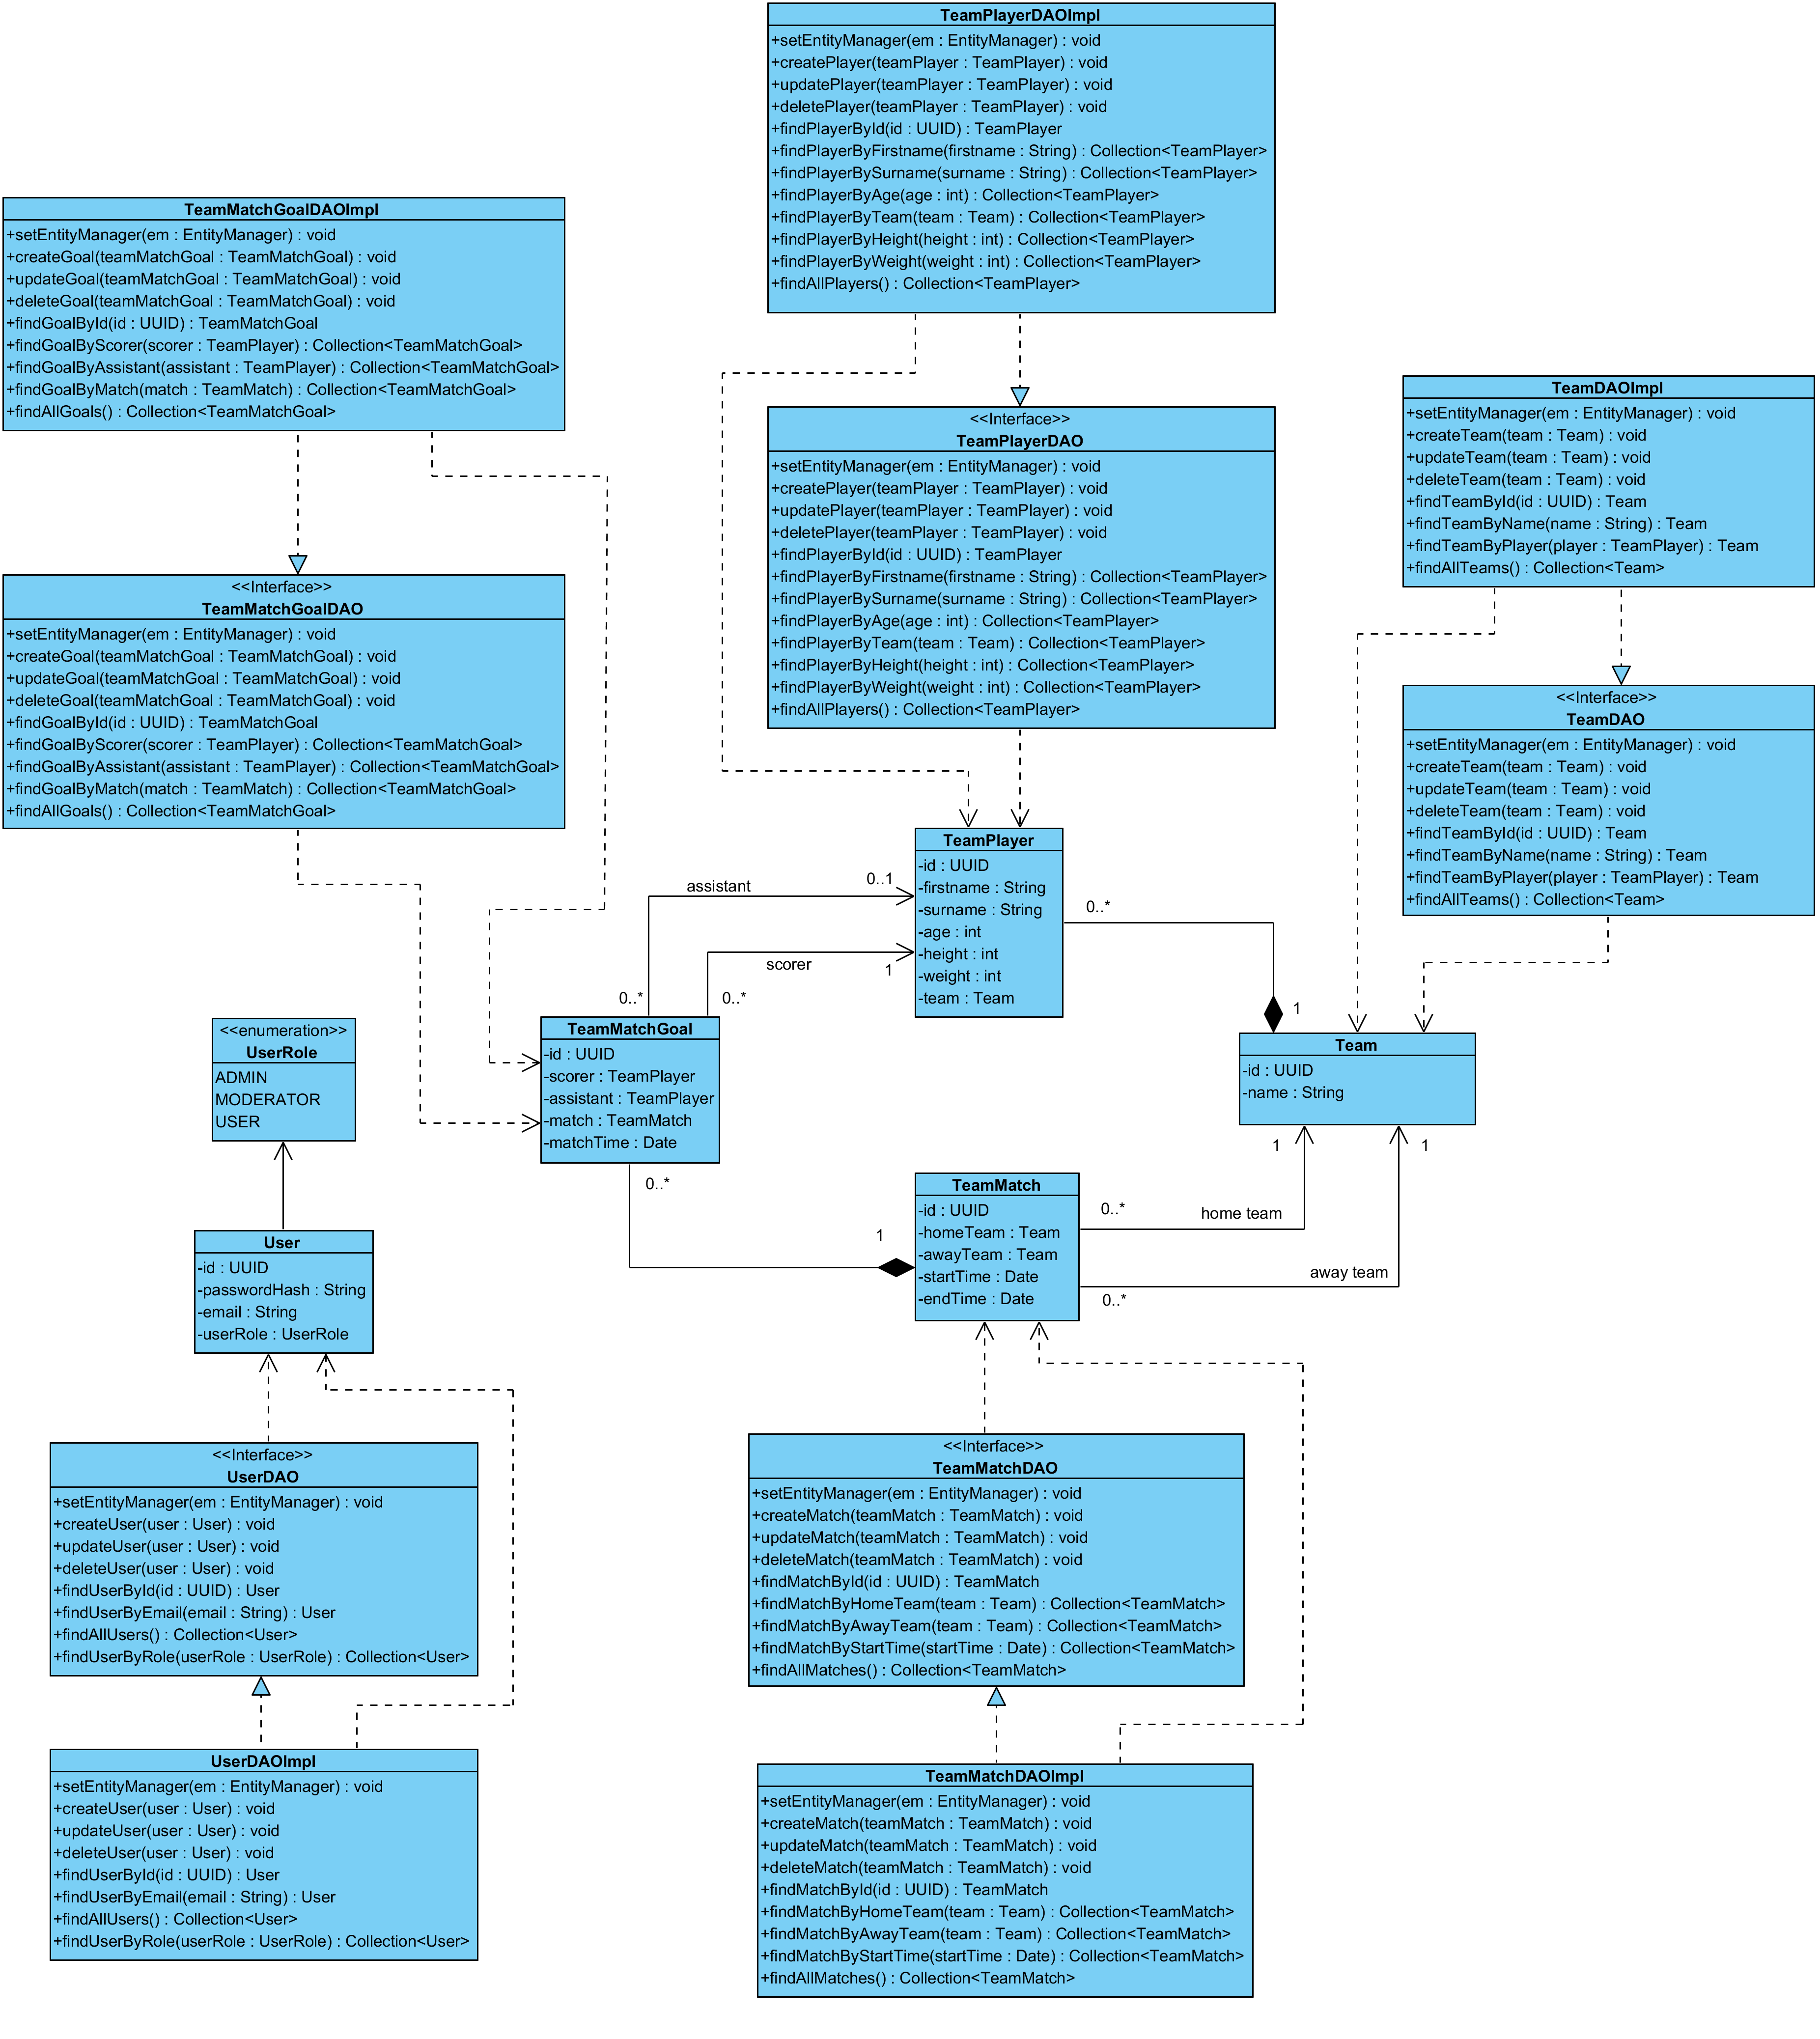 TeamPlayerDAOImpl
+setEntityManager(em : EntityManager) : void
+createPlayer(teamPlayer : TeamPlayer) : void
+updatePlayer(teamPlayer : TeamPlayer) : void
+deletePlayer(teamPlayer : TeamPlayer) : void
+findPlayerById(id : UUID) : TeamPlayer
+findPlayerByFirstname(firstname : String) : Collection<TeamPlayer>
+findPlayerBySurname(surname : String) : Collection<TeamPlayer>
+findPlayerByAge(age : int) : Collection<TeamPlayer>
+findPlayerByTeam(team : Team) : Collection<TeamPlayer>
+findPlayerByHeight(height : int) : Collection<TeamPlayer>
+findPlayerByWeight(weight : int) : Collection<TeamPlayer>
+findAllPlayers() : Collection<TeamPlayer>
TeamMatchGoalDAOImpl
+setEntityManager(em : EntityManager) : void
+createGoal(teamMatchGoal : TeamMatchGoal) : void
+updateGoal(teamMatchGoal : TeamMatchGoal) : void
+deleteGoal(teamMatchGoal : TeamMatchGoal) : void
+findGoalById(id : UUID) : TeamMatchGoal
+findGoalByScorer(scorer : TeamPlayer) : Collection<TeamMatchGoal>
+findGoalByAssistant(assistant : TeamPlayer) : Collection<TeamMatchGoal>
+findGoalByMatch(match : TeamMatch) : Collection<TeamMatchGoal>
+findAllGoals() : Collection<TeamMatchGoal>
TeamDAOImpl
+setEntityManager(em : EntityManager) : void
+createTeam(team : Team) : void
+updateTeam(team : Team) : void
+deleteTeam(team : Team) : void
+findTeamById(id : UUID) : Team
+findTeamByName(name : String) : Team
+findTeamByPlayer(player : TeamPlayer) : Team
+findAllTeams() : Collection<Team>
<<Interface>>
TeamPlayerDAO
+setEntityManager(em : EntityManager) : void
+createPlayer(teamPlayer : TeamPlayer) : void
+updatePlayer(teamPlayer : TeamPlayer) : void
+deletePlayer(teamPlayer : TeamPlayer) : void
+findPlayerById(id : UUID) : TeamPlayer
+findPlayerByFirstname(firstname : String) : Collection<TeamPlayer>
+findPlayerBySurname(surname : String) : Collection<TeamPlayer>
+findPlayerByAge(age : int) : Collection<TeamPlayer>
+findPlayerByTeam(team : Team) : Collection<TeamPlayer>
+findPlayerByHeight(height : int) : Collection<TeamPlayer>
+findPlayerByWeight(weight : int) : Collection<TeamPlayer>
+findAllPlayers() : Collection<TeamPlayer>
<<Interface>>
TeamMatchGoalDAO
+setEntityManager(em : EntityManager) : void
+createGoal(teamMatchGoal : TeamMatchGoal) : void
+updateGoal(teamMatchGoal : TeamMatchGoal) : void
+deleteGoal(teamMatchGoal : TeamMatchGoal) : void
+findGoalById(id : UUID) : TeamMatchGoal
+findGoalByScorer(scorer : TeamPlayer) : Collection<TeamMatchGoal>
+findGoalByAssistant(assistant : TeamPlayer) : Collection<TeamMatchGoal>
+findGoalByMatch(match : TeamMatch) : Collection<TeamMatchGoal>
+findAllGoals() : Collection<TeamMatchGoal>
<<Interface>>
TeamDAO
+setEntityManager(em : EntityManager) : void
+createTeam(team : Team) : void
+updateTeam(team : Team) : void
+deleteTeam(team : Team) : void
+findTeamById(id : UUID) : Team
+findTeamByName(name : String) : Team
+findTeamByPlayer(player : TeamPlayer) : Team
+findAllTeams() : Collection<Team>
TeamPlayer
-id : UUID
-firstname : String
-surname : String
-age : int
-height : int
-weight : int
-team : Team
assistant
0..1
0..*
scorer
1
0..*
0..*
1
TeamMatchGoal
-id : UUID
-scorer : TeamPlayer
-assistant : TeamPlayer
-match : TeamMatch
-matchTime : Date
<<enumeration>>
UserRole
ADMIN
MODERATOR
USER
Team
-id : UUID
-name : String
1
1
0..*
1
TeamMatch
-id : UUID
-homeTeam : Team
-awayTeam : Team
-startTime : Date
-endTime : Date
0..*
home team
away team
0..*
User
-id : UUID
-passwordHash : String
-email : String
-userRole : UserRole
<<Interface>>
UserDAO
+setEntityManager(em : EntityManager) : void
+createUser(user : User) : void
+updateUser(user : User) : void
+deleteUser(user : User) : void
+findUserById(id : UUID) : User
+findUserByEmail(email : String) : User
+findAllUsers() : Collection<User>
+findUserByRole(userRole : UserRole) : Collection<User>
<<Interface>>
TeamMatchDAO
+setEntityManager(em : EntityManager) : void
+createMatch(teamMatch : TeamMatch) : void
+updateMatch(teamMatch : TeamMatch) : void
+deleteMatch(teamMatch : TeamMatch) : void
+findMatchById(id : UUID) : TeamMatch
+findMatchByHomeTeam(team : Team) : Collection<TeamMatch>
+findMatchByAwayTeam(team : Team) : Collection<TeamMatch>
+findMatchByStartTime(startTime : Date) : Collection<TeamMatch>
+findAllMatches() : Collection<TeamMatch>
UserDAOImpl
+setEntityManager(em : EntityManager) : void
+createUser(user : User) : void
+updateUser(user : User) : void
+deleteUser(user : User) : void
+findUserById(id : UUID) : User
+findUserByEmail(email : String) : User
+findAllUsers() : Collection<User>
+findUserByRole(userRole : UserRole) : Collection<User>
TeamMatchDAOImpl
+setEntityManager(em : EntityManager) : void
+createMatch(teamMatch : TeamMatch) : void
+updateMatch(teamMatch : TeamMatch) : void
+deleteMatch(teamMatch : TeamMatch) : void
+findMatchById(id : UUID) : TeamMatch
+findMatchByHomeTeam(team : Team) : Collection<TeamMatch>
+findMatchByAwayTeam(team : Team) : Collection<TeamMatch>
+findMatchByStartTime(startTime : Date) : Collection<TeamMatch>
+findAllMatches() : Collection<TeamMatch>